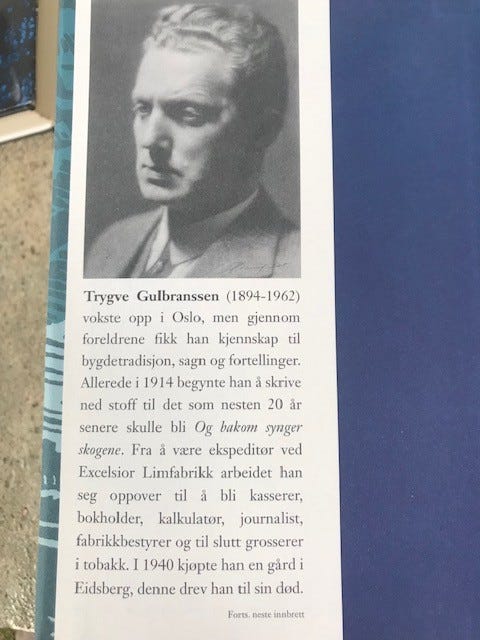 Trygve Gulbranssen (1894-1962)
vokste opp i Oslo, men gjennom
foreldrene fikk han kjennskap til
bygdetradisjon, sagn og fortellinger.
Allerede i 1914 begynte han å skrive
ned stoff til det som nesten 20 år
senere skulle bli Og bakom synger
skogene. Fra å være ekspeditør ved
Excelsior Limfabrikk arbeidet han
seg oppover til å bli kasserer,
bokholder, kalkulatør, journalist,
fabrikkbestyrer og til slutt grosserer
i tobakk. I 1940 kjøpte han en gård i
Eidsberg, denne drev han til sin død.
Forts. neste innbrett